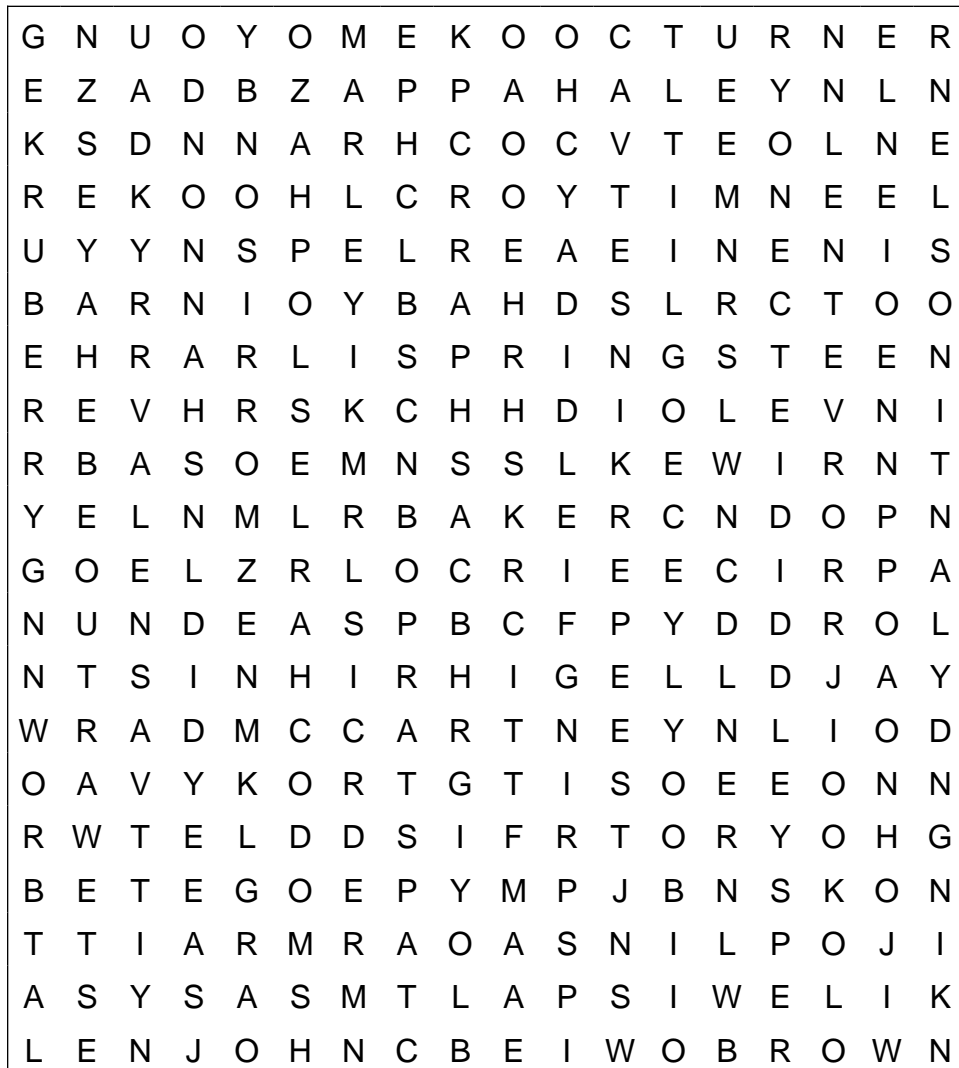 G N U O Y O M E K O O C T U R N E R
E Z A D B Z A P P A H A L E Y N L N
K S D N N A R H C O C V T E O L N E
R E K O O H L C R O Y T I M N E E L
U Y Y N S P E L R E A E I N E N I S
B A R N I O Y B A H D S L R C T O O
E H R A R L I S P R I N G S T E E N
R E V H R S K C H H D I O L E V N I
R B A S O E M N S S L K E W I R N T
Y E L N M L R B A K E R C N D O P N
G O E L Z R L O C R I E E C I R P A
N U N D E A S P B C F P Y D D R O L
N T S I N H I R H I G E L L D J A Y
W R A D M C C A R T N E Y N L I O D
O A V Y K O R T G T I S O E E O N N
R W T E L D D S I F R T O R Y O H G
B E T E G O E P Y M P J B N S K O N
T T I A R M R A O A S N I L P O J I
A S Y S A S M T L A P S I W E L I K
L E N J O H N C B E I W O B R O W N